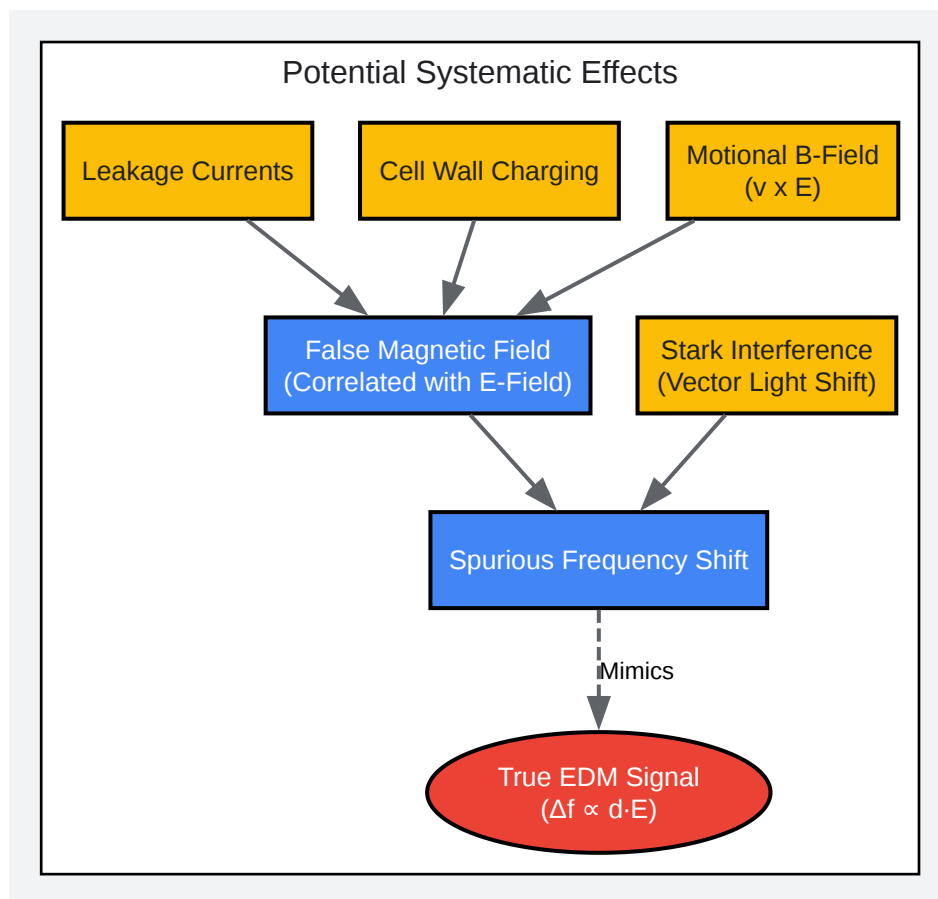 Potential Systematic Effects
Leakage Currents
Cell Wall Charging
Motional B-Field
(v x E)
False Magnetic Field
(Correlated with E-Field)
Stark Interference
(Vector Light Shift)
Spurious Frequency Shift
Mimics
True EDM Signal
(Δf ∝ d·E)